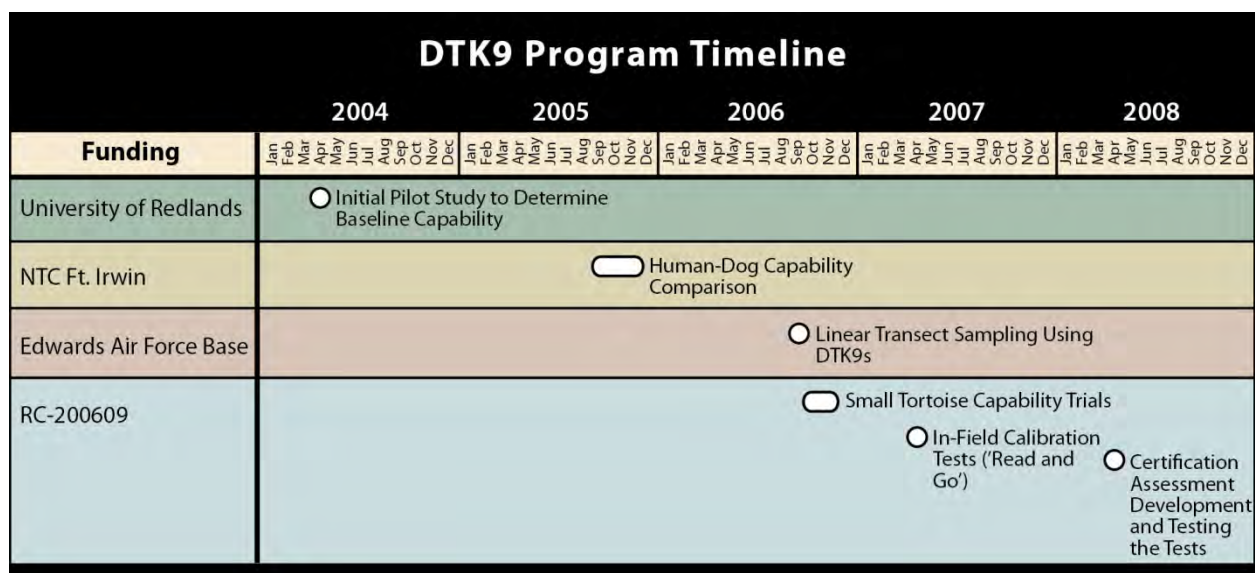 DTK9 Program Timeline
2004 2005 2006 2007 2008
Funding
Jan Feb Mar Apr May Jun Jul Aug Sep Oct Nov Dec Jan Feb Mar Apr May Jun Jul Aug Sep Oct Nov Dec Jan Feb Mar Apr May Jun Jul Aug Sep Oct Nov Dec Jan Feb Mar Apr May Jun Jul Aug Sep Oct Nov Dec Jan Feb Mar Apr May Jun Jul Aug Sep Oct Nov Dec
University of Redlands
Initial Pilot Study to Determine
Baseline Capability
NTC Ft. Irwin
Human-Dog Capability
Comparison
Edwards Air Force Base
Linear Transect Sampling Using
DTK9s
RC-200609
Small Tortoise Capability Trials
In-Field Calibration
Tests ('Read and
Go')
Certification
Assessment
Development
and Testing
the Tests